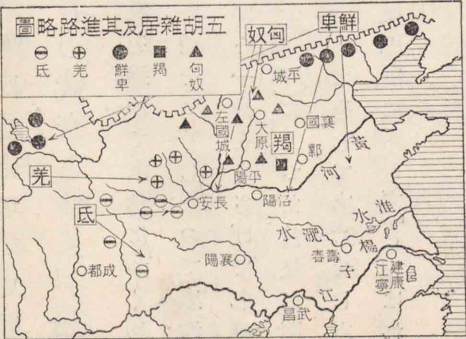 五胡雜居及其進路略圖
匈奴
羯
鮮卑
羌
氐
鮮卑
匈奴
平城
襄國
左國城
太原
羯
鄴
平陽
黃河
羌
氐
長安
洛陽
淮水
淝水
壽春
楊子江
建康
(江寧)
成都
襄陽
武昌